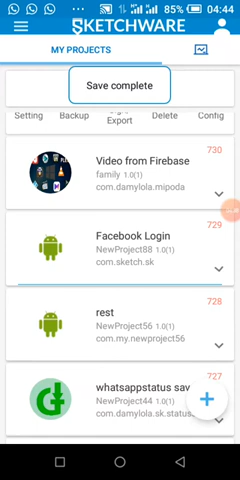 85% 04:44
SKETCHWARE
MY PROJECTS
Save complete
Setting Backup Export Delete Config
730
Video from Firebase
family 1.0(1)
com.damylola.mipoda
729
Facebook Login
NewProject88 1.0(1)
com.sketch.sk
728
rest
NewProject56 1.0(1)
com.my.newproject56
727
whatsappstatus sav
NewProject44 1.0(1)
com.damylola.sk.status